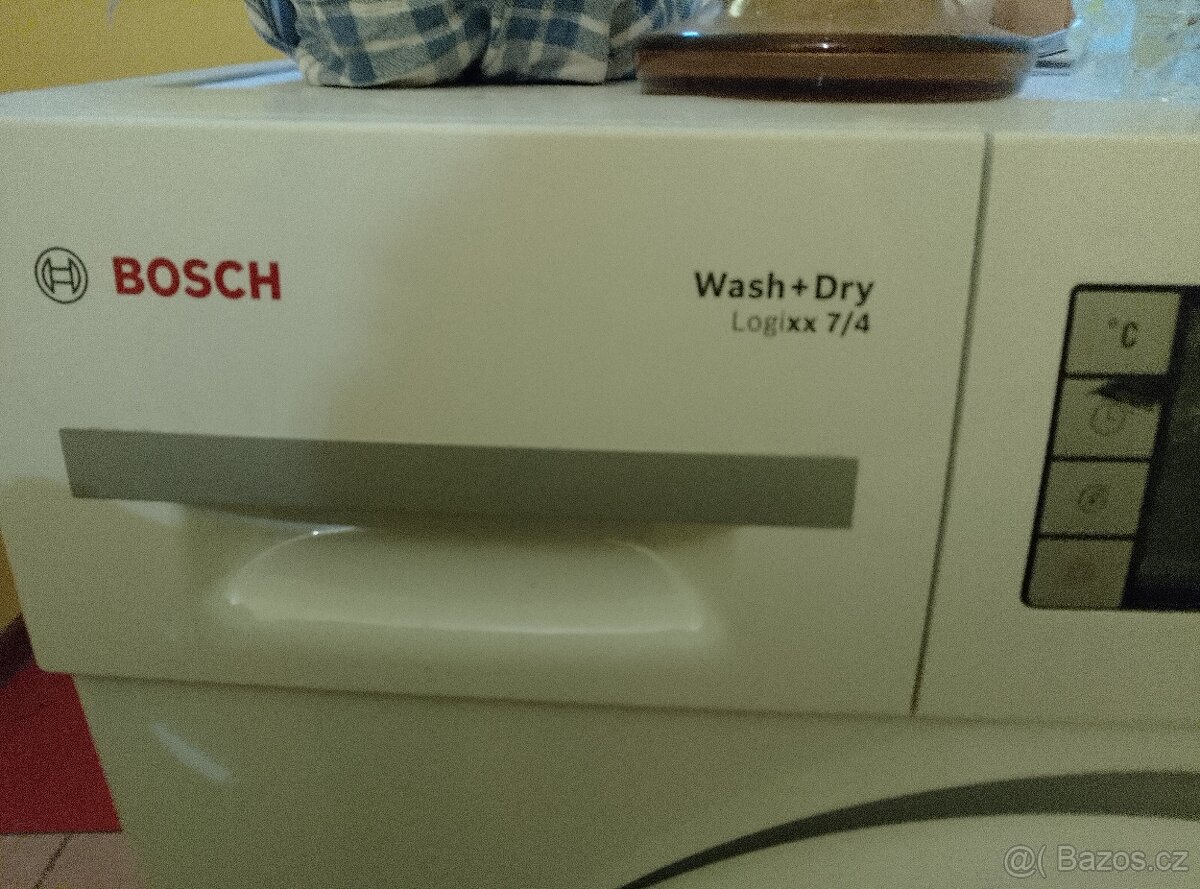 BOSCH
Wash+Dry
Logixx 7/4
°C
@( Bazos.cz